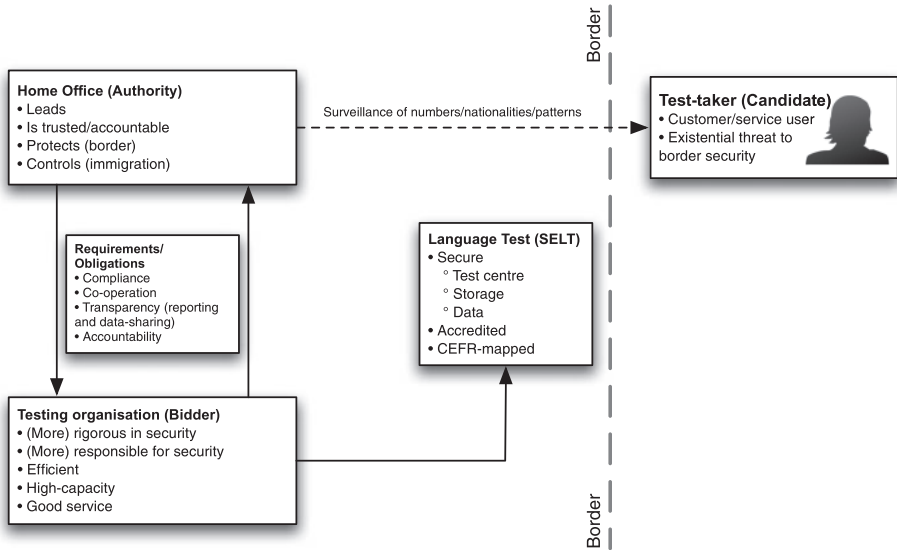 Border
Home Office (Authority)
• Leads
• Is trusted/accountable
• Protects (border)
• Controls (immigration)
Surveillance of numbers/nationalities/patterns
Test-taker (Candidate)
• Customer/service user
• Existential threat to
border security
Requirements/
Obligations
• Compliance
• Co-operation
• Transparency (reporting
and data-sharing)
• Accountability
Language Test (SELT)
• Secure
° Test centre
° Storage
° Data
• Accredited
• CEFR-mapped
Testing organisation (Bidder)
• (More) rigorous in security
• (More) responsible for security
• Efficient
• High-capacity
• Good service
Border